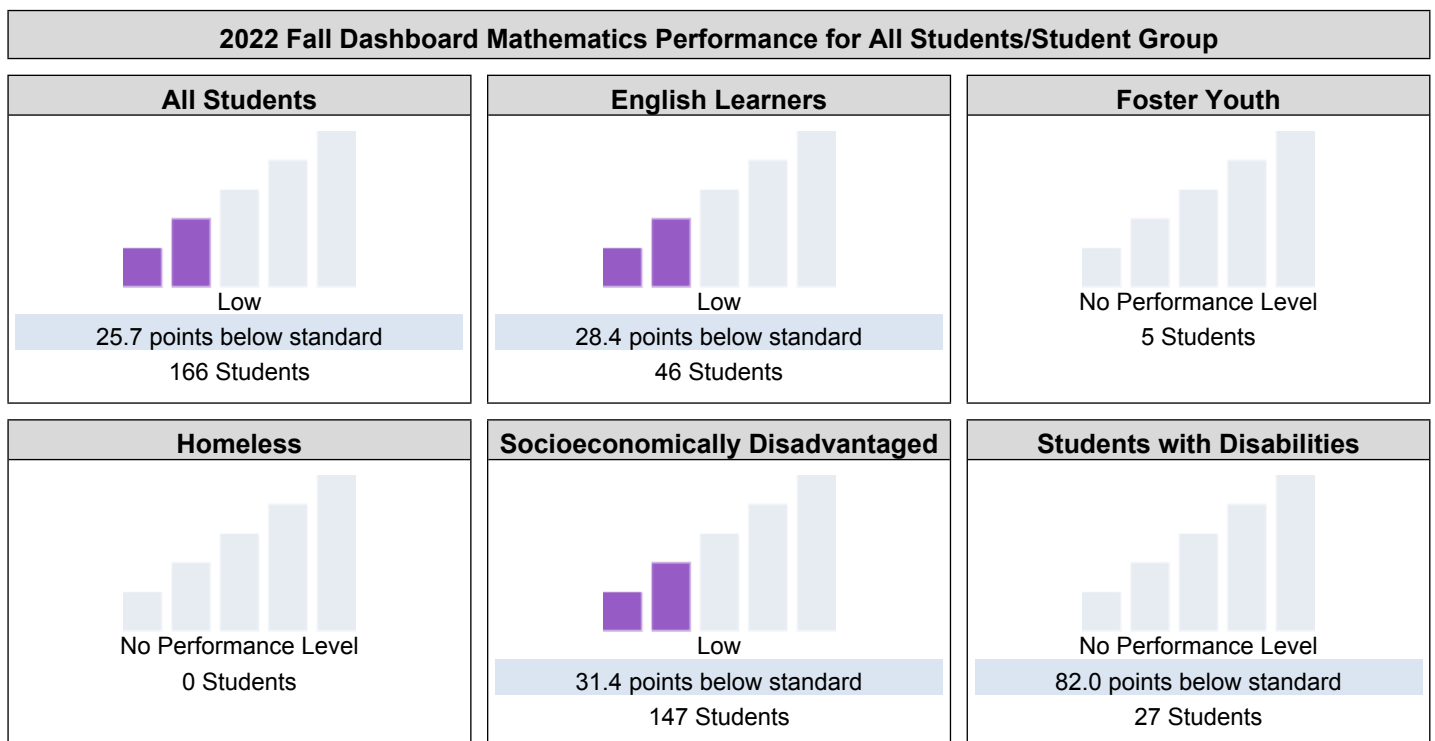 2022 Fall Dashboard Mathematics Performance for All Students/Student Group
All Students
Low
25.7 points below standard
166 Students
English Learners
Low
28.4 points below standard
46 Students
Foster Youth
No Performance Level
5 Students
Homeless
No Performance Level
0 Students
Socioeconomically Disadvantaged
Low
31.4 points below standard
147 Students
Students with Disabilities
No Performance Level
82.0 points below standard
27 Students